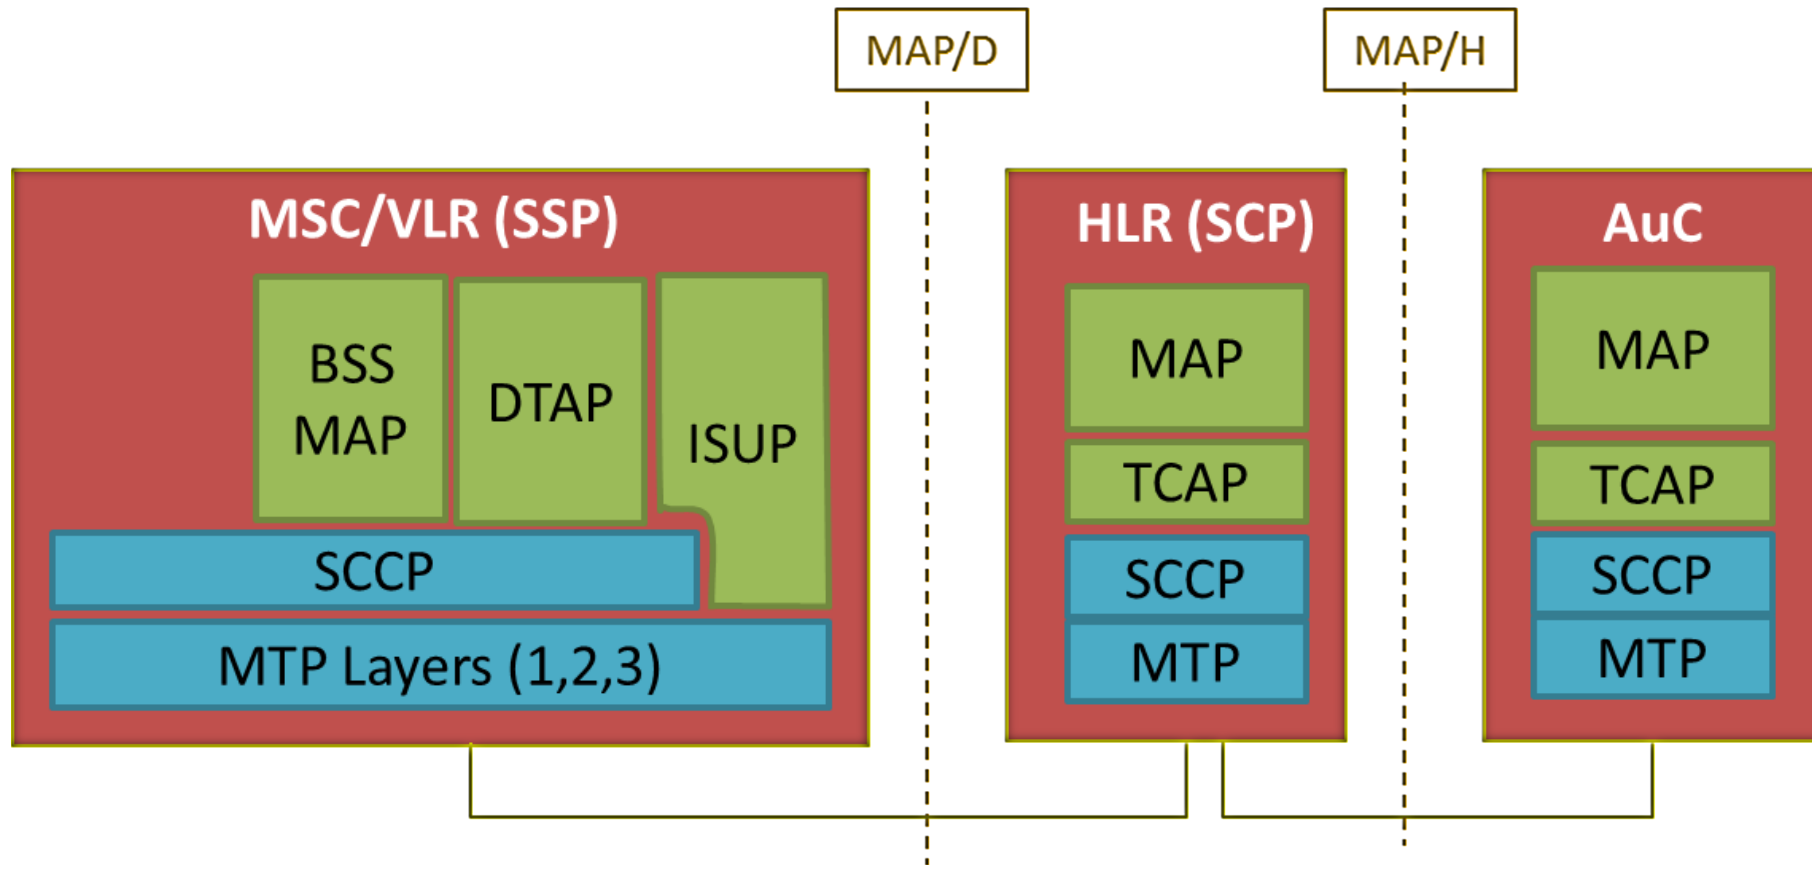 MAP/D
MAP/H
MSC/VLR (SSP)
BSS
MAP
DTAP
ISUP
SCCP
MTP Layers (1,2,3)
HLR (SCP)
MAP
TCAP
SCCP
MTP
AuC
MAP
TCAP
SCCP
MTP